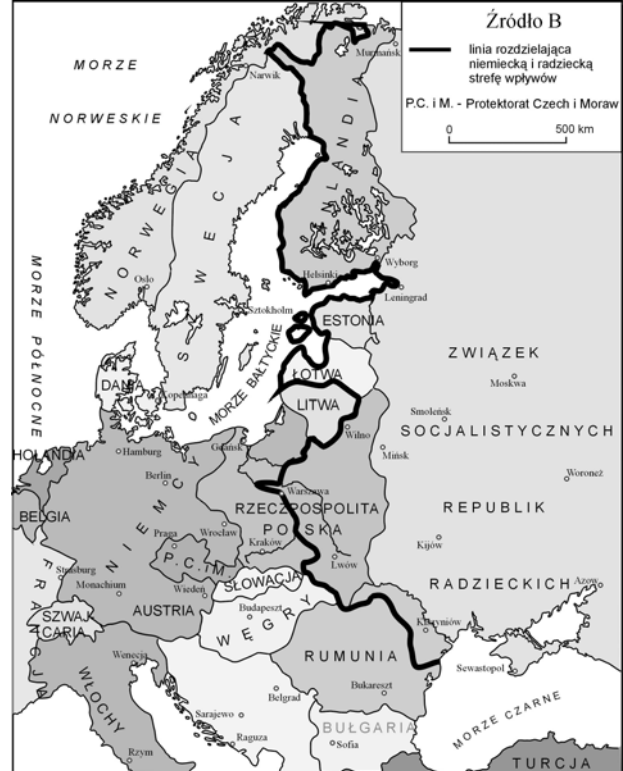 Źródło B
linia rozdzielająca
niemiecką i radziecką
strefę wpływów
P.C. i M. - Protektorat Czech i Moraw
0 500 km
MORZE
NORWESKIE
Murmańsk
Narwik
FINLANDIA
SZWECJA
NORWEGIA
Oslo
Wyborg
Helsinki
Leningrad
Sztokholm
ESTONIA
MORZE PÓŁNOCNE
MORZE BAŁTYCKIE
ZWIĄZEK
ŁOTWA
Moskwa
DANIA
Kopenhaga
LITWA
Smoleńsk
Wilno
SOCJALISTYCZNYCH
Gdańsk
Mińsk
HOLANDIA
Hamburg
Berlin
Woroneż
Warszawa
BELGIA
NIEMCY
RZECZPOSPOLITA
POLSKA
REPUBLIK
Wrocław
Praga
Kraków
Kijów
P.C. i M
Lwów
Strasburg
SŁOWACJA
RADZIECKICH
Azow
Monachium
Wiedeń
AUSTRIA
Budapeszt
FRANCJA
SZWAJ
CARIA
WĘGRY
Kiszyniów
Wenecja
RUMUNIA
Sewastopol
WŁOCHY
Bukareszt
Belgrad
MORZE CZARNE
Sarajewo
BUŁGARIA
Raguza
Sofia
Rzym
TURCJA